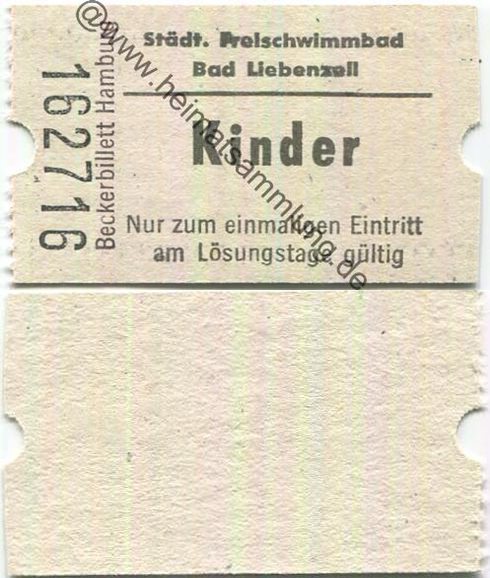 Städt. Freischwimmbad
Bad Liebenzell
Kinder
Nur zum einmaligen Eintritt
am Lösungstage gültig
162716
Beckerbillett Hamburg
@www.heimatsammlung.de